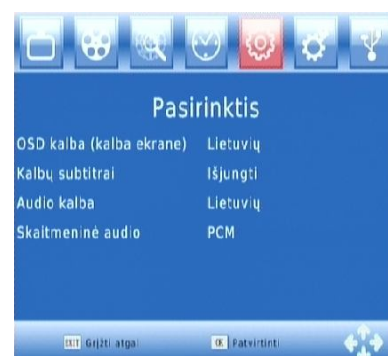 Pasirinktis
OSD kalba (kalba ekrane) Lietuvių
Kalbų subtitrai Išjungti
Audio kalba Lietuvių
Skaitmeninė audio PCM
EXIT Grįžti atgal OK Patvirtinti